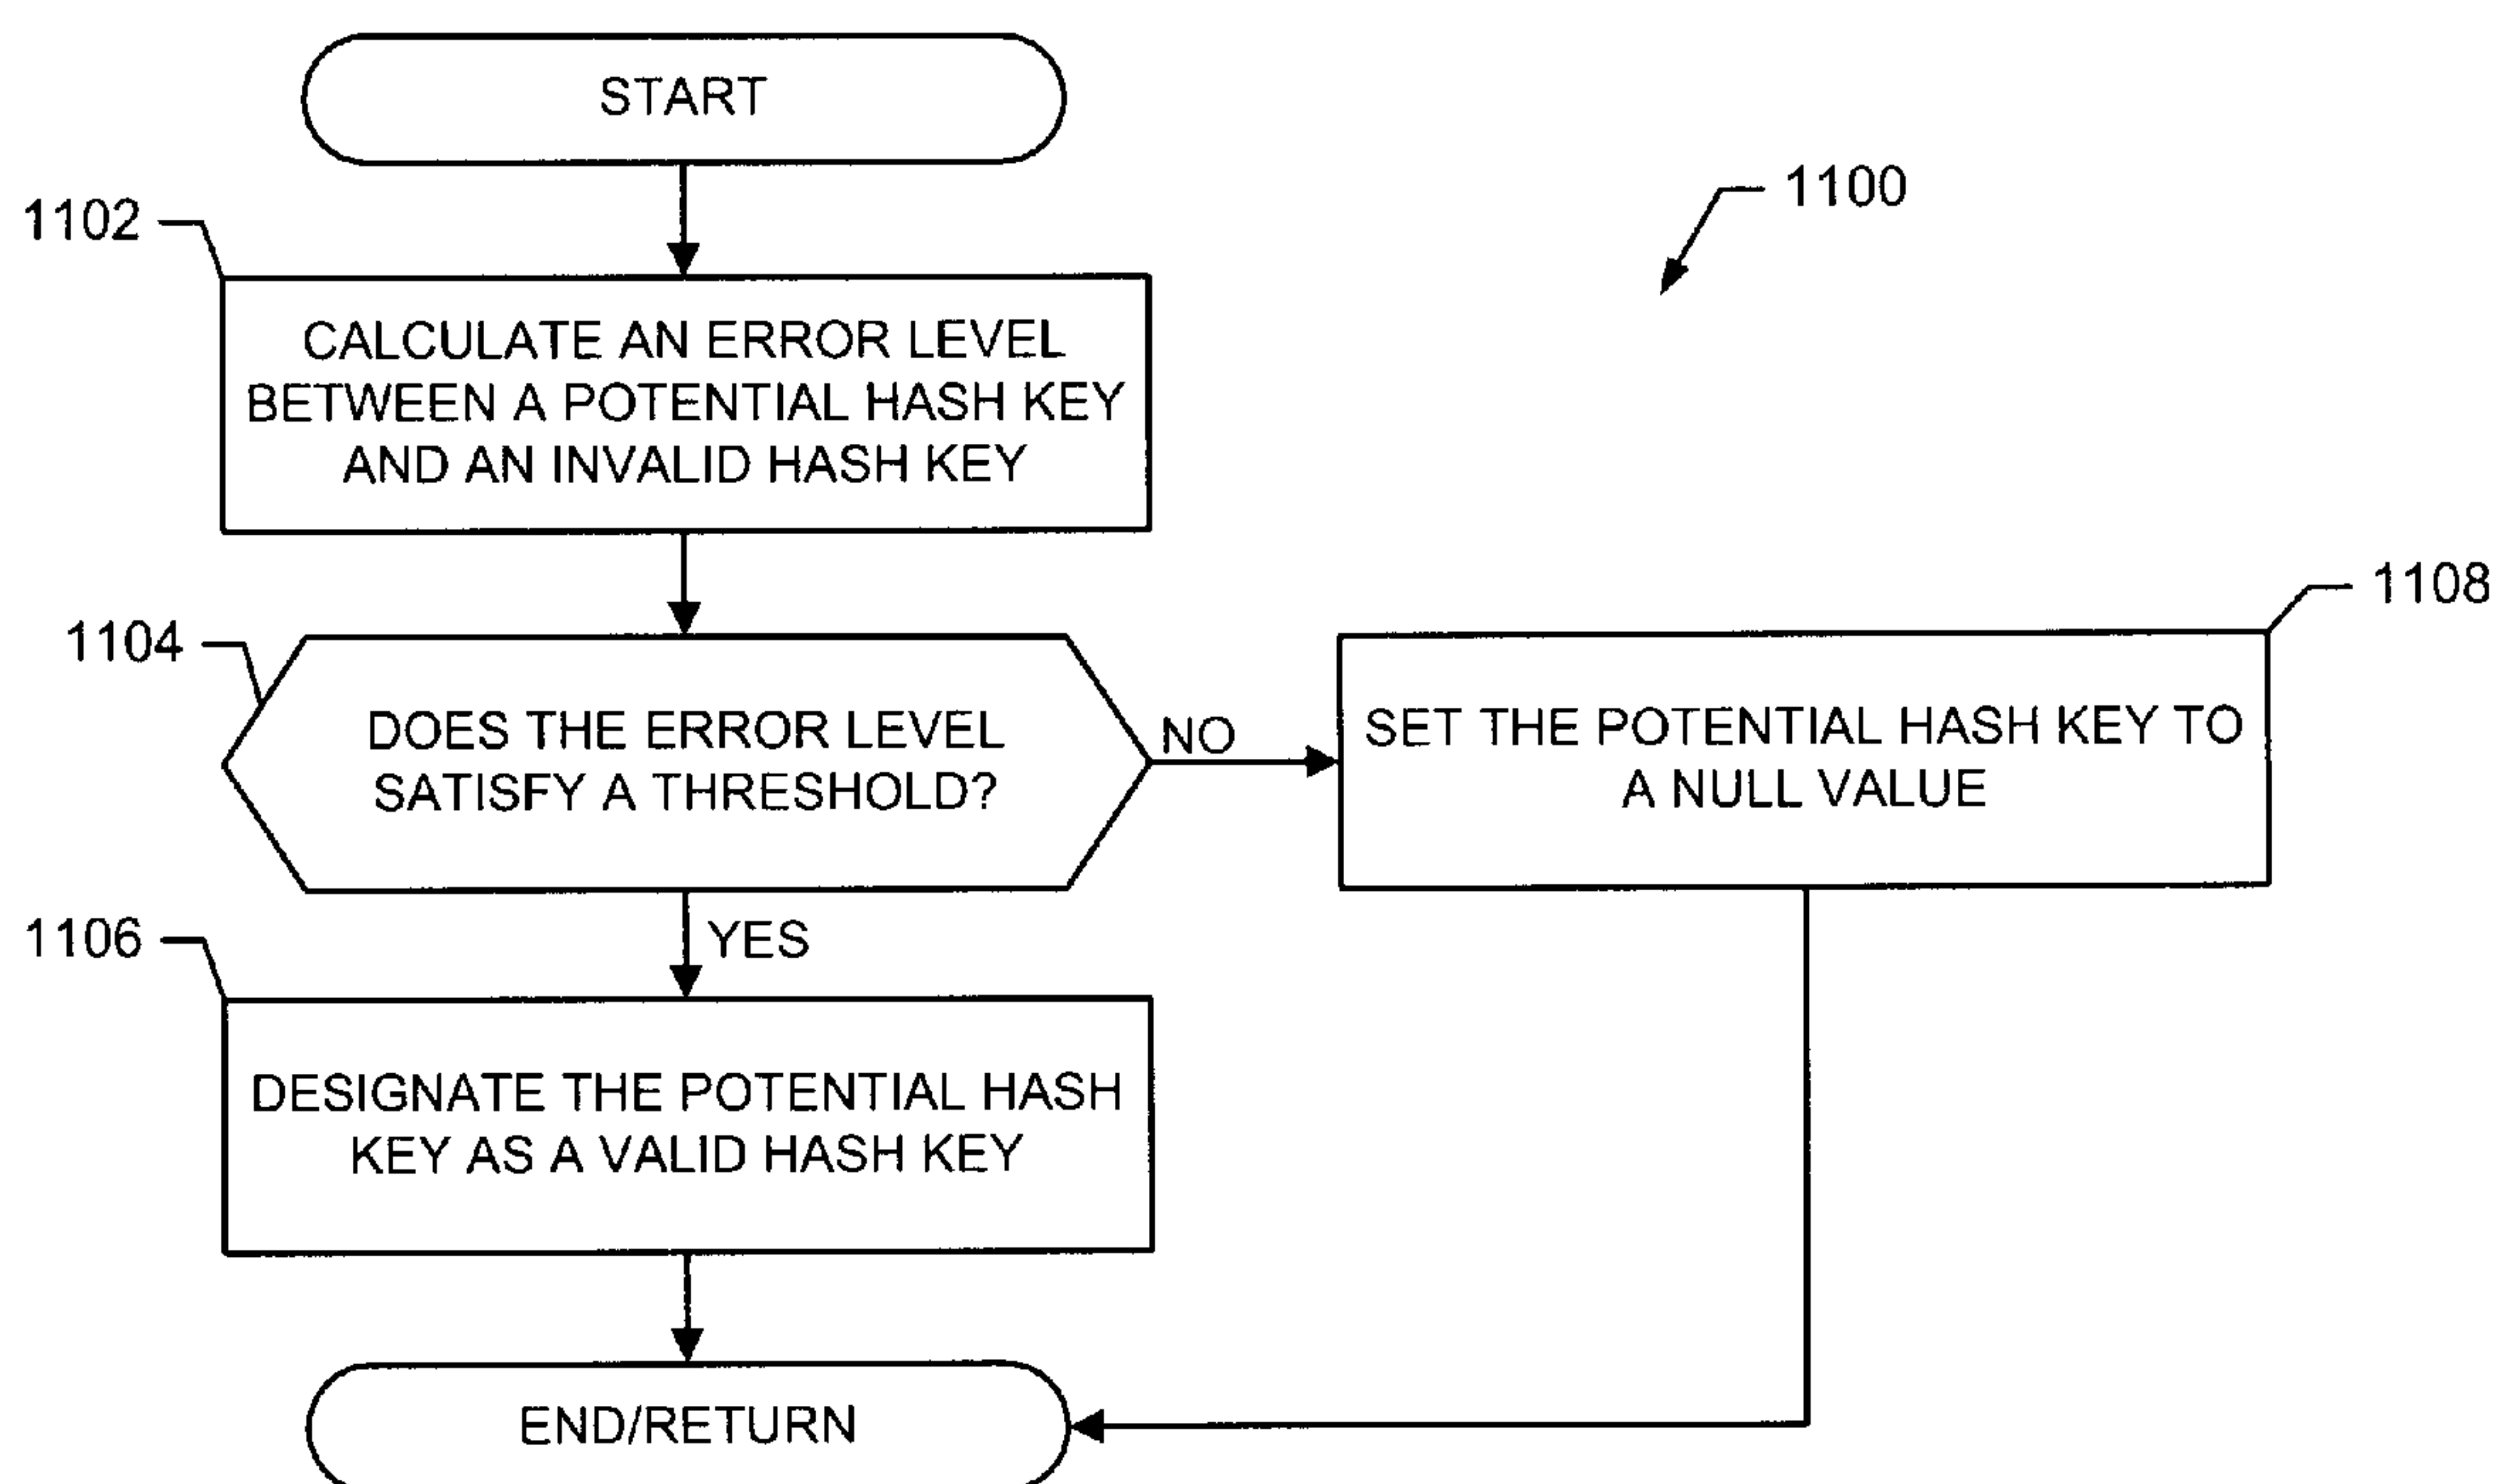 START
1100
1102
CALCULATE AN ERROR LEVEL
BETWEEN A POTENTIAL HASH KEY
AND AN INVALID HASH KEY
1104
DOES THE ERROR LEVEL
SATISFY A THRESHOLD?
NO
1108
SET THE POTENTIAL HASH KEY TO
A NULL VALUE
YES
1106
DESIGNATE THE POTENTIAL HASH
KEY AS A VALID HASH KEY
END/RETURN